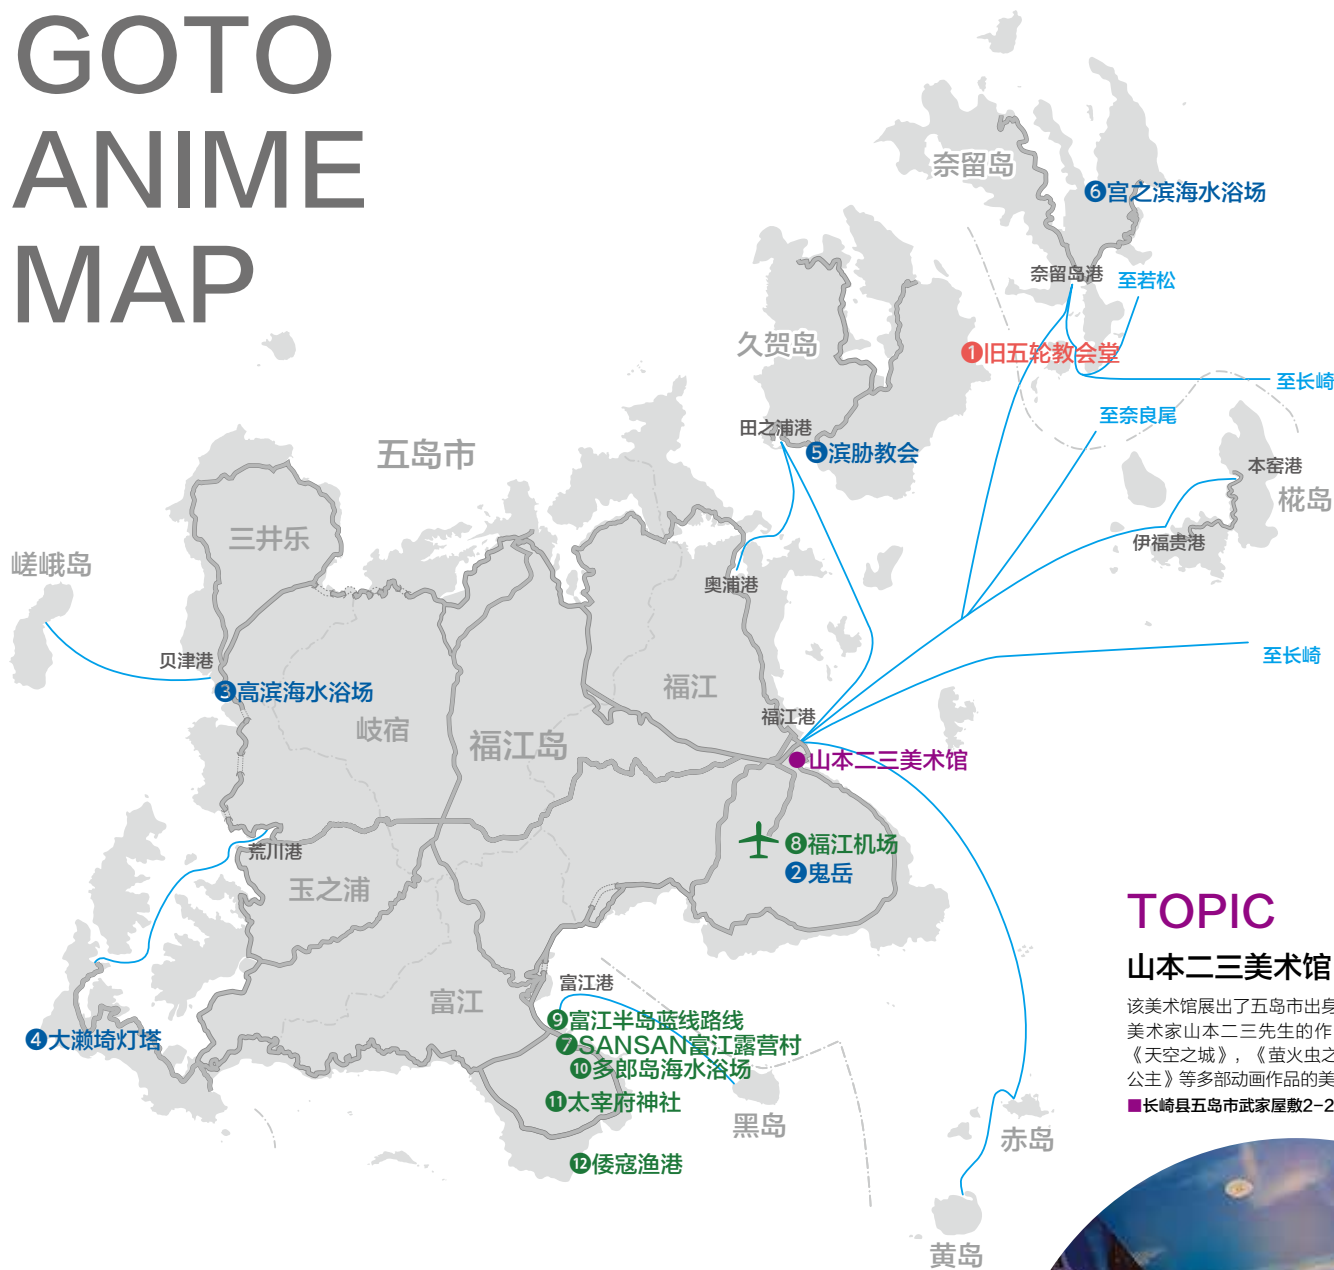 GOTO
ANIME
MAP
奈留岛
❻宫之滨海水浴场
奈留岛港
至若松
久贺岛
❶旧五轮教会堂
至长崎
至奈良尾
田之浦港
❺滨胁教会
五岛市
本窑港
椛岛
三井乐
伊福贵港
嵯峨岛
奥浦港
贝津港
至长崎
❸高滨海水浴场
福江
岐宿
福江港
福江岛
山本二三美术馆
❽福江机场
荒川港
❷鬼岳
玉之浦
TOPIC
山本二三美术馆
富江港
富江
该美术馆展出了五岛市出身
❾富江半岛蓝线路线
美术家山本二三先生的作
❹大濑埼灯塔
❼SANSAN富江露营村
《天空之城》，《萤火虫之
❿多郎岛海水浴场
公主》等多部动画作品的美
⓫太宰府神社
■长崎县五岛市武家屋敷2-2
黑岛
赤岛
⓬倭寇渔港
黄岛